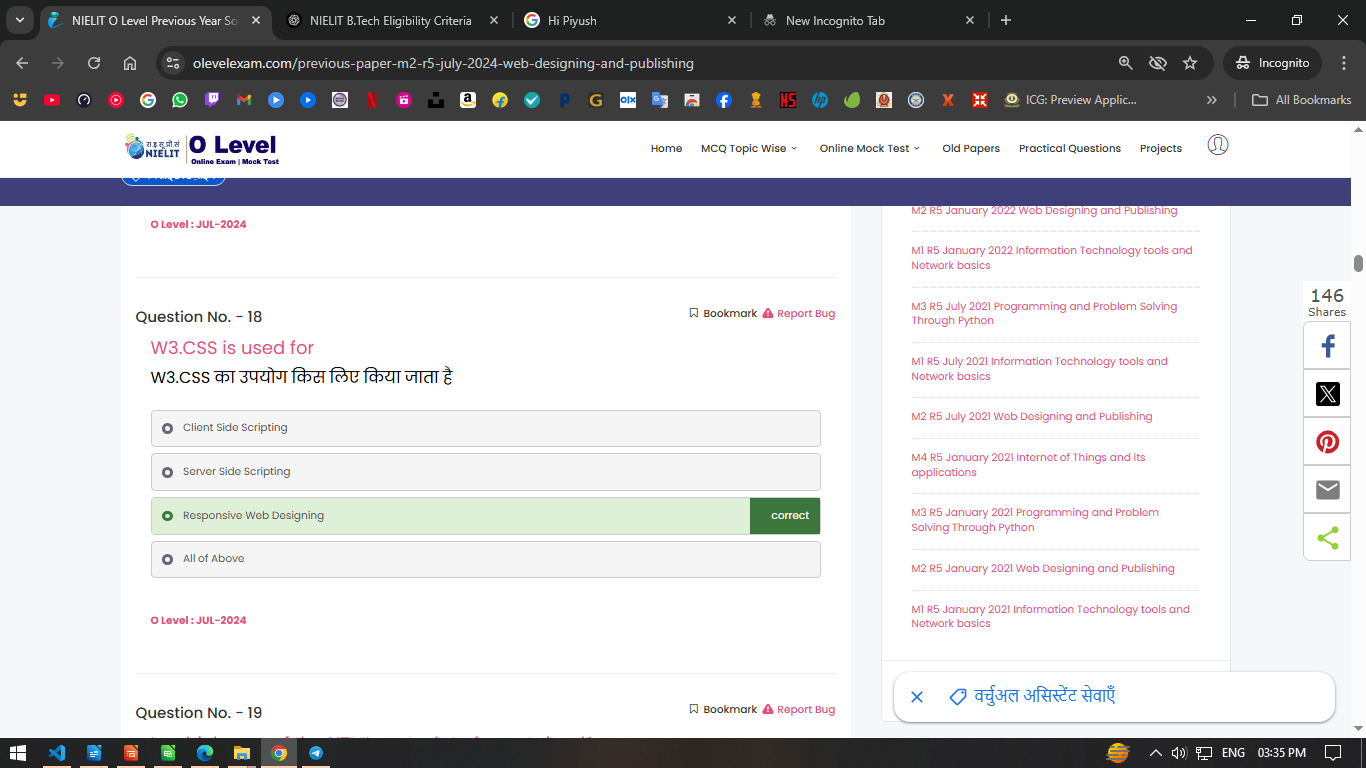 NIELIT O Level Previous Year So
NIELIT B.Tech Eligibility Criteria
Hi Piyush
New Incognito Tab
olevelexam.com/previous-paper-m2-r5-july-2024-web-designing-and-publishing
Incognito
ICG: Preview Applic...
All Bookmarks
रा.इ.सू.प्रौ.सं
NIELIT
O Level
Online Exam | Mock Test
Home
MCQ Topic Wise
Online Mock Test
Old Papers
Practical Questions
Projects
O Level : JUL-2024
Question No. - 18
Bookmark
Report Bug
W3.CSS is used for
W3.CSS का उपयोग किस लिए किया जाता है
Client Side Scripting
Server Side Scripting
Responsive Web Designing
correct
All of Above
O Level : JUL-2024
Question No. - 19
Bookmark
Report Bug
M2 R5 January 2022 Web Designing and Publishing
M1 R5 January 2022 Information Technology tools and
Network basics
M3 R5 July 2021 Programming and Problem Solving
Through Python
M1 R5 July 2021 Information Technology tools and
Network basics
M2 R5 July 2021 Web Designing and Publishing
M4 R5 January 2021 Internet of Things and its
applications
M3 R5 January 2021 Programming and Problem
Solving Through Python
M2 R5 January 2021 Web Designing and Publishing
M1 R5 January 2021 Information Technology tools and
Network basics
146
Shares
वर्चुअल असिस्टेंट सेवाएँ
ENG
03:35 PM